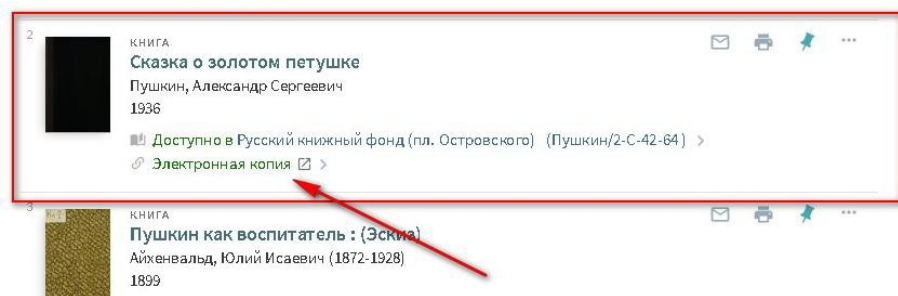 2
КНИГА
Сказка о золотом петушке
Пушкин, Александр Сергеевич
1936
Доступно в Русский книжный фонд (пл. Островского) (Пушкин/2-С-42-64)
Электронная копия
3
КНИГА
Пушкин как воспитатель : (Эскиз)
Айхенвальд, Юлий Исаевич (1872-1928)
1899